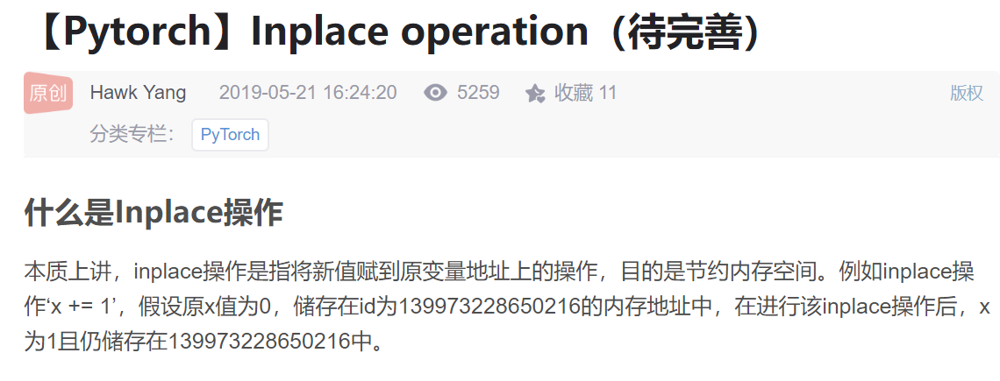 【Pytorch】Inplace operation（待完善）
原创 Hawk Yang 2019-05-21 16:24:20 5259 收藏 11 版权
分类专栏： PyTorch
什么是Inplace操作
本质上讲，inplace操作是指将新值赋到原变量地址上的操作，目的是节约内存空间。例如inplace操
作‘x += 1’，假设原x值为0，储存在id为139973228650216的内存地址中，在进行该inplace操作后，x
为1且仍储存在139973228650216中。